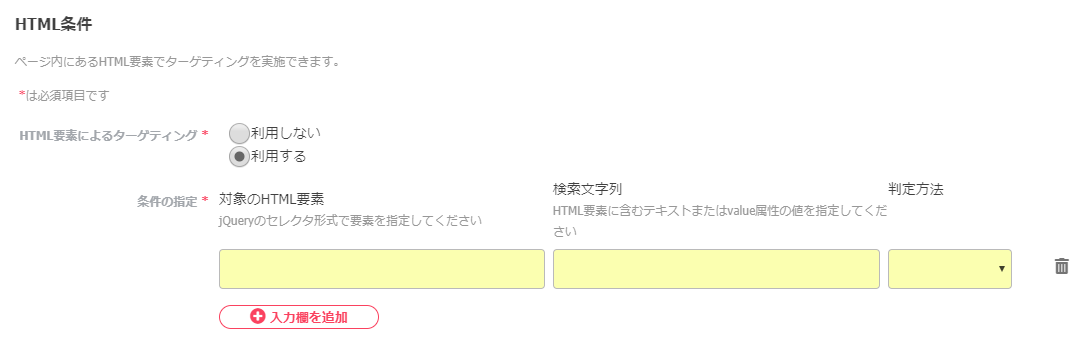 HTML条件
ページ内にあるHTML要素でターゲティングを実施できます。
*は必須項目です
HTML要素によるターゲティング *
利用しない
利用する
条件の指定 *
対象のHTML要素
jQueryのセレクタ形式で要素を指定してください
検索文字列
HTML要素に含むテキストまたはvalue属性の値を指定してくだ
さい
判定方法
入力欄を追加